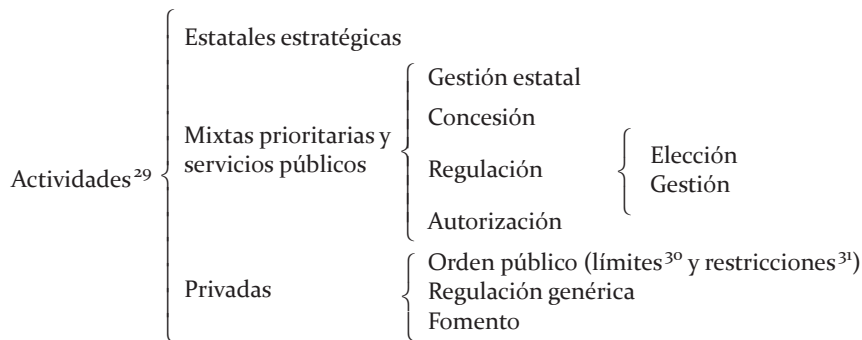 Actividades²⁹
Estatales estratégicas
Mixtas prioritarias y
servicios públicos
Gestión estatal
Concesión
Regulación
Elección
Gestión
Autorización
Privadas
Orden público (límites³⁰ y restricciones³¹)
Regulación genérica
Fomento